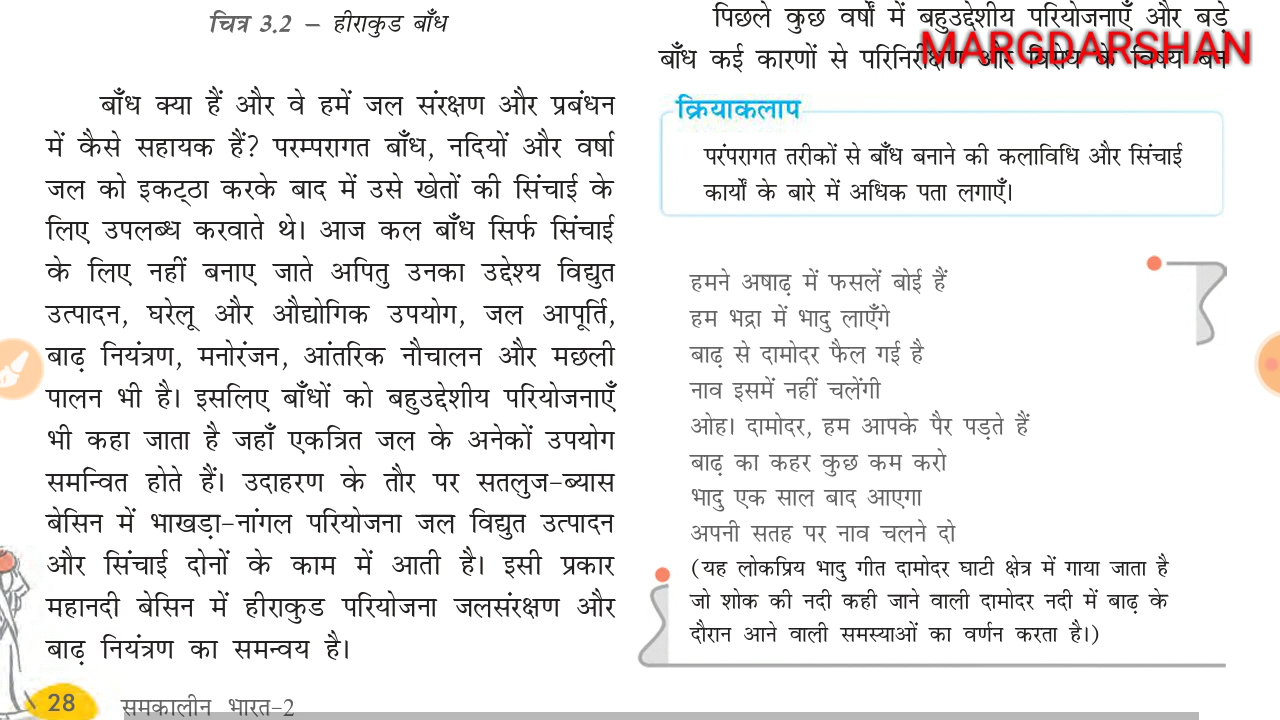 चित्र 3.2 – हीराकुड बाँध
बाँध क्या हैं और वे हमें जल संरक्षण और प्रबंधन
में कैसे सहायक हैं? परम्परागत बाँध, नदियों और वर्षा
जल को इकट्ठा करके बाद में उसे खेतों की सिंचाई के
लिए उपलब्ध करवाते थे। आज कल बाँध सिर्फ सिंचाई
के लिए नहीं बनाए जाते अपितु उनका उद्देश्य विद्युत
उत्पादन, घरेलू और औद्योगिक उपयोग, जल आपूर्ति,
बाढ़ नियंत्रण, मनोरंजन, आंतरिक नौचालन और मछली
पालन भी है। इसलिए बाँधों को बहुउद्देशीय परियोजनाएँ
भी कहा जाता है जहाँ एकत्रित जल के अनेकों उपयोग
समन्वित होते हैं। उदाहरण के तौर पर सतलुज-ब्यास
बेसिन में भाखड़ा-नांगल परियोजना जल विद्युत उत्पादन
और सिंचाई दोनों के काम में आती है। इसी प्रकार
महानदी बेसिन में हीराकुड परियोजना जलसंरक्षण और
बाढ़ नियंत्रण का समन्वय है।
28 समकालीन भारत-2
पिछले कुछ वर्षों में बहुउद्देशीय परियोजनाएँ और बड़े
बाँध कई कारणों से परिनिरीक्षण और विरोध के विषय बन
MARGDARSHAN
क्रियाकलाप
परंपरागत तरीकों से बाँध बनाने की कलाविधि और सिंचाई
कार्यों के बारे में अधिक पता लगाएँ।
हमने अषाढ़ में फसलें बोई हैं
हम भद्रा में भादु लाएँगे
बाढ़ से दामोदर फैल गई है
नाव इसमें नहीं चलेंगी
ओह। दामोदर, हम आपके पैर पड़ते हैं
बाढ़ का कहर कुछ कम करो
भादु एक साल बाद आएगा
अपनी सतह पर नाव चलने दो
(यह लोकप्रिय भादु गीत दामोदर घाटी क्षेत्र में गाया जाता है
जो शोक की नदी कही जाने वाली दामोदर नदी में बाढ़ के
दौरान आने वाली समस्याओं का वर्णन करता है।)